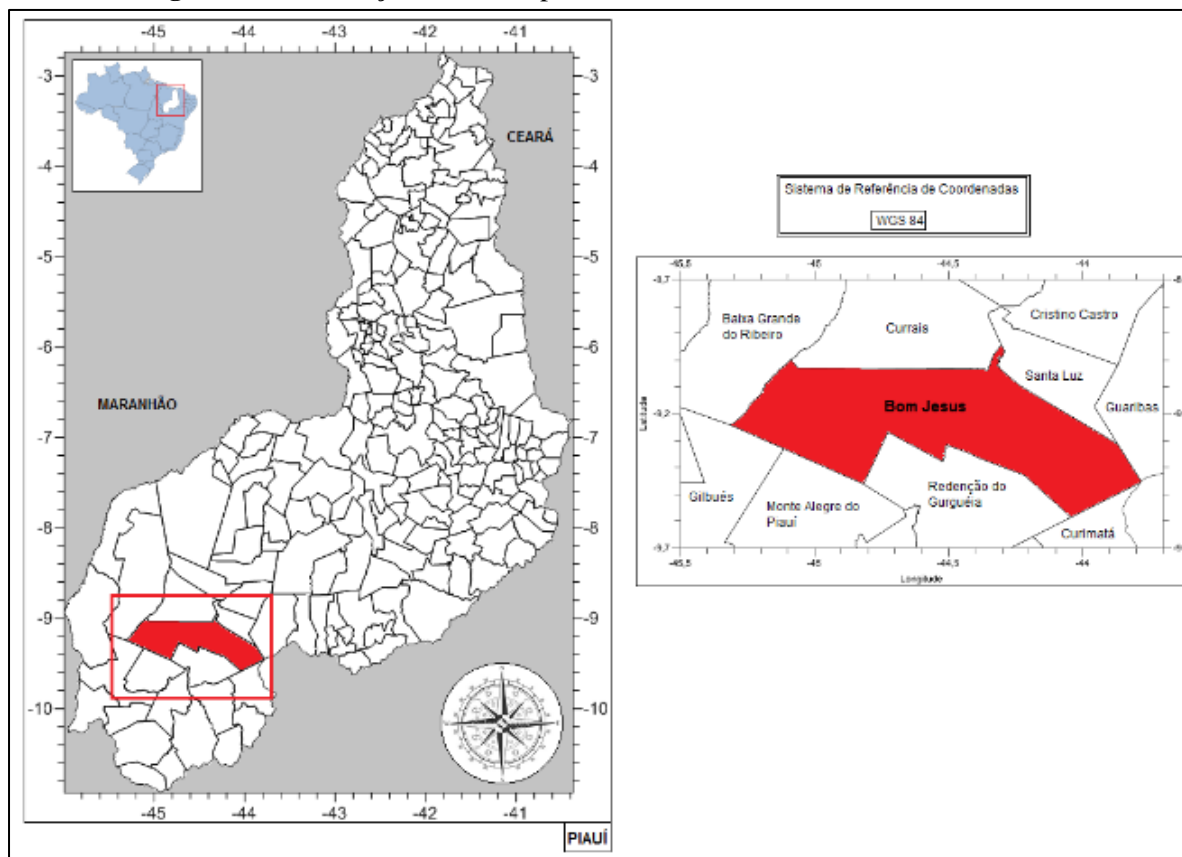 -45 -44 -43 -42 -41
-3
-4
-5
-6
-7
-8
-9
-10
CEARÁ
MARANHÃO
-3
-4
-5
-6
-7
-8
-9
-10
-45 -44 -43 -42 -41
PIAUÍ
Sistema de Referência de Coordenadas
WGS 84
-45,5 -45 -44,5 -44
Baixa Grande
do Ribeiro
Currais
Cristino Castro
Santa Luz
Guaribas
Bom Jesus
Latitude
Gilbués
Monte Alegre do
Piauí
Redenção do
Gurguéia
Curimatá
-45,5 -45 -44,5 -44
Longitude